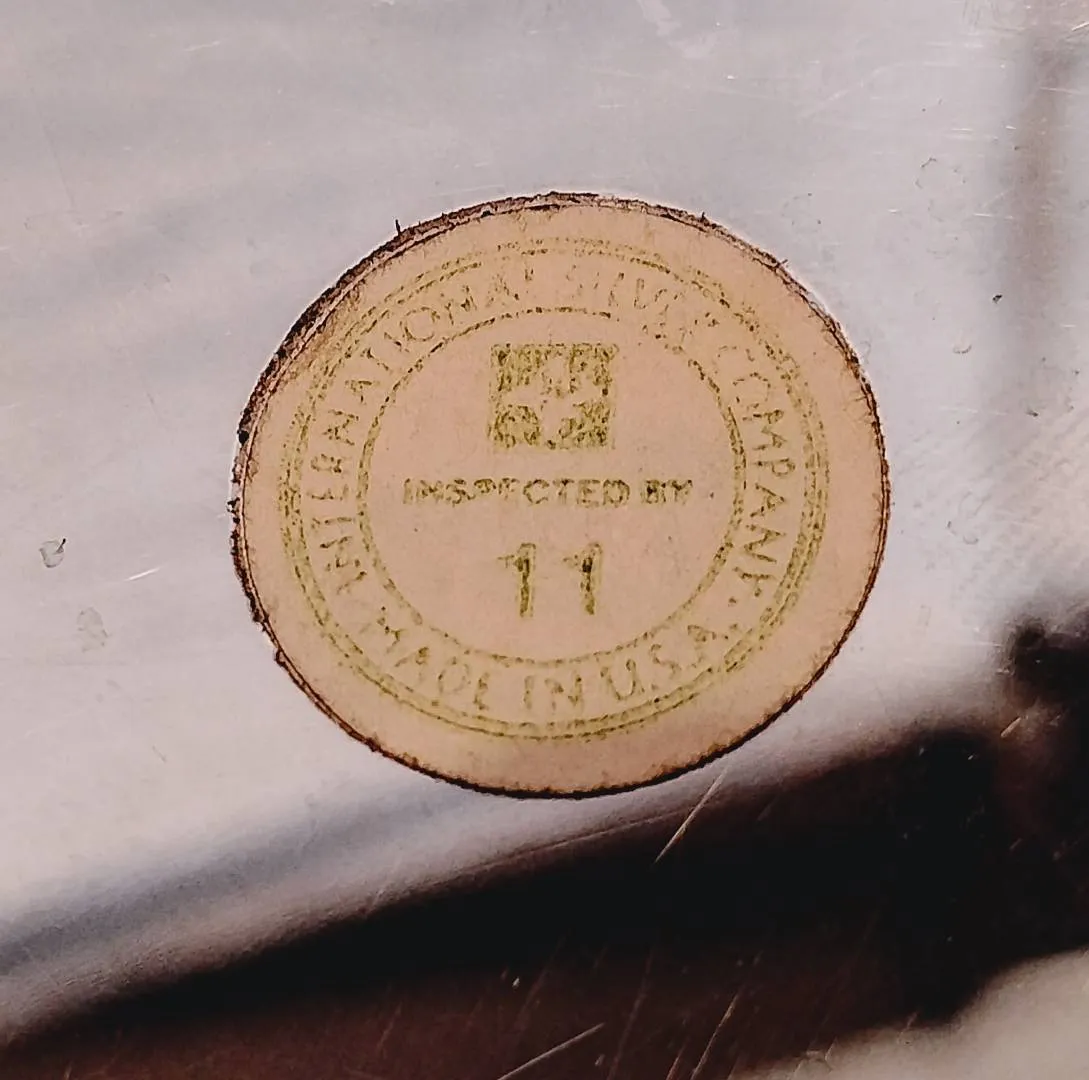 INTERNATIONAL SILVER COMPANY.
INSPECTED BY
11
MADE IN U.S.A.